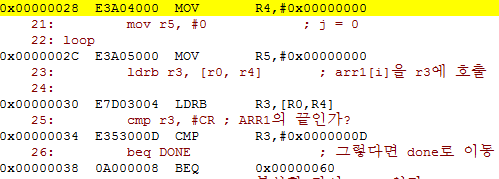 0x00000028 E3A04000 MOV R4,#0x00000000
21: mov r5, #0 ; j = 0
22: loop
0x0000002C E3A05000 MOV R5,#0x00000000
23: ldrb r3, [r0, r4] ; arr1[i]을 r3에 호출
24:
0x00000030 E7D03004 LDRB R3,[R0,R4]
25: cmp r3, #CR ; ARR1의 끝인가?
0x00000034 E353000D CMP R3,#0x0000000D
26: beq DONE ; 그렇다면 done로 이동
0x00000038 0A000008 BEQ 0x00000060